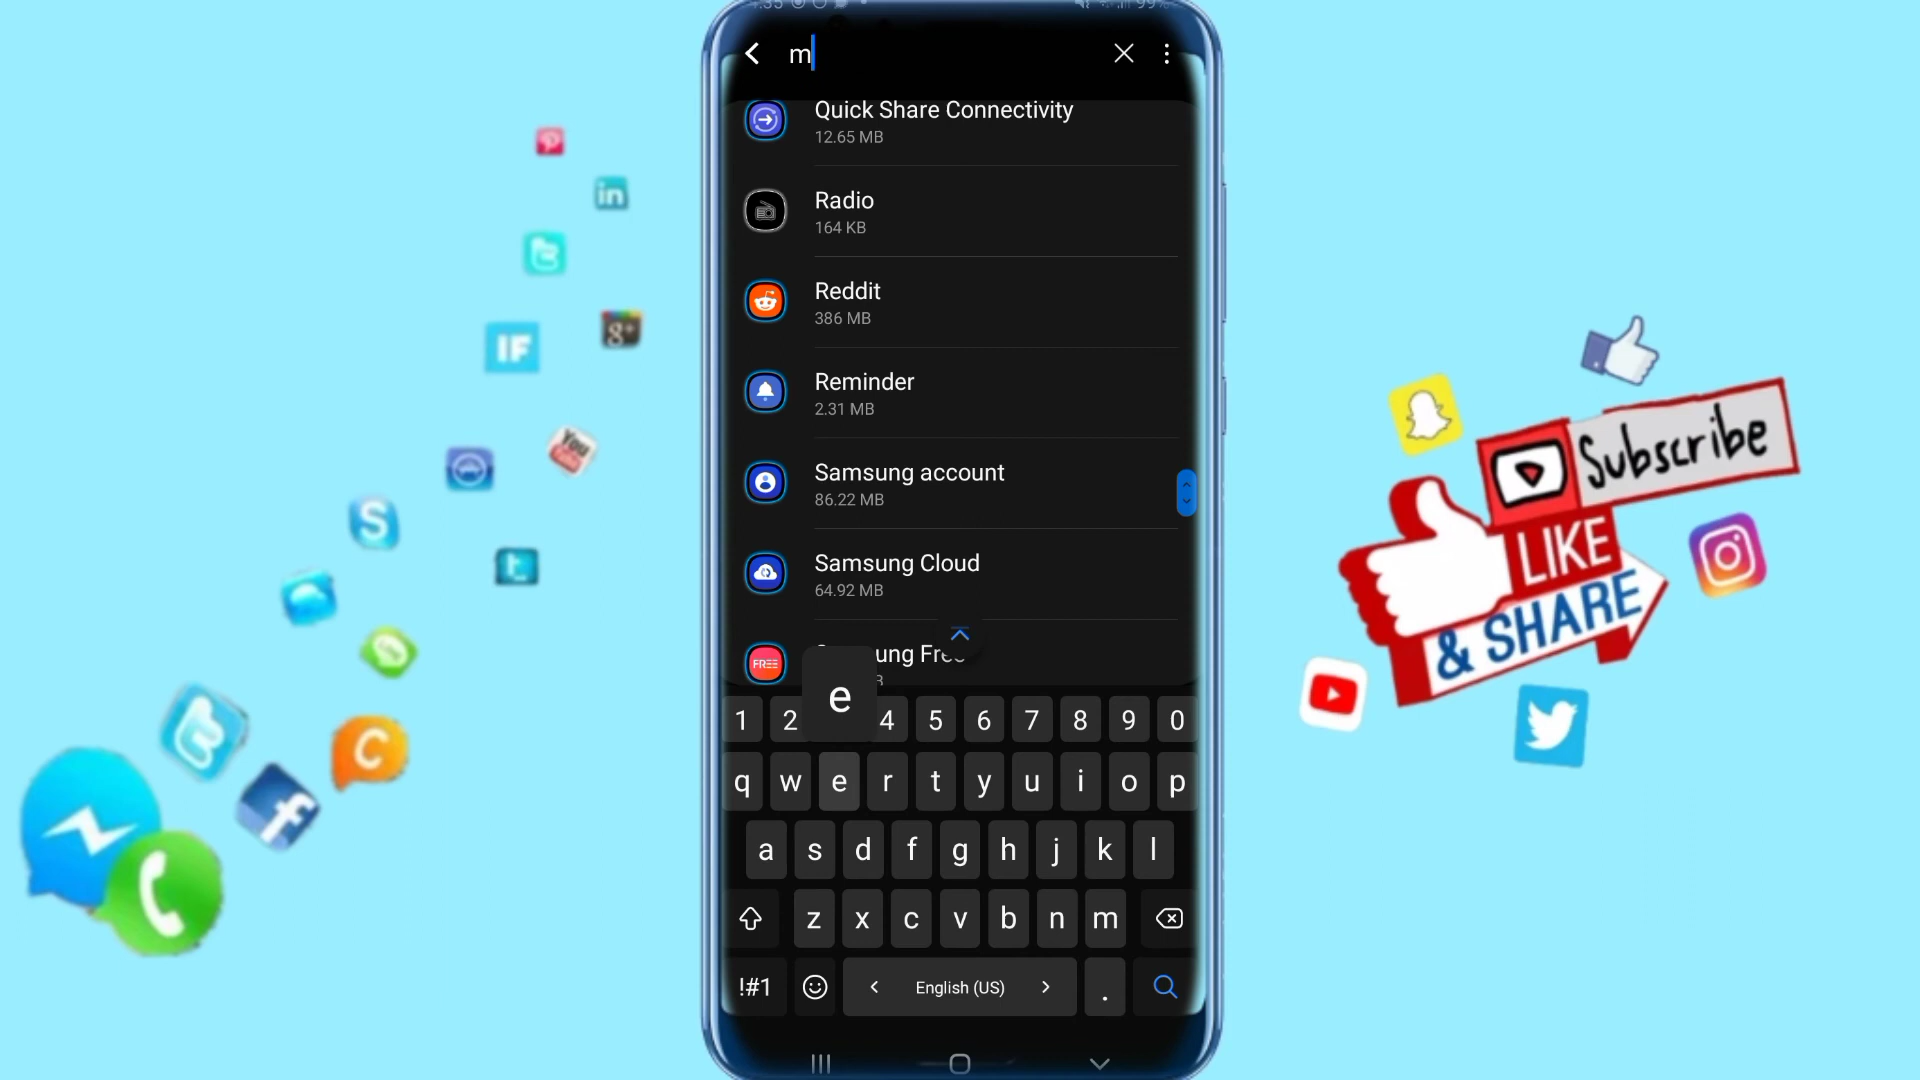 m
Quick Share Connectivity
12.65 MB
Radio
164 KB
Reddit
386 MB
Reminder
2.31 MB
Samsung account
86.22 MB
Samsung Cloud
64.92 MB
FREE
e
1 2 4 5 6 7 8 9 0
q w e r t y u i o p
a s d f g h j k l
z x c v b n m
!#1 English (US) .
in
IF
g+
You
S
C
f
Subscribe
LIKE
& SHARE